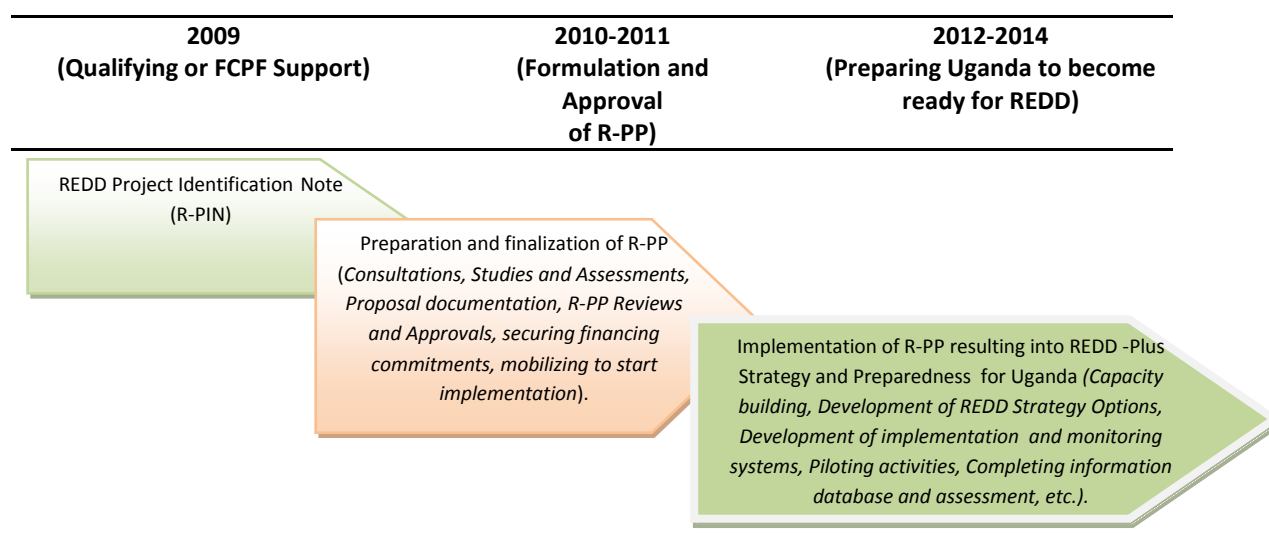 2009
(Qualifying or FCPF Support)
2010-2011
(Formulation and
Approval
of R-PP)
2012-2014
(Preparing Uganda to become
ready for REDD)
REDD Project Identification Note
(R-PIN)
Preparation and finalization of R-PP
(Consultations, Studies and Assessments,
Proposal documentation, R-PP Reviews
and Approvals, securing financing
commitments, mobilizing to start
implementation).
Implementation of R-PP resulting into REDD -Plus
Strategy and Preparedness for Uganda (Capacity
building, Development of REDD Strategy Options,
Development of implementation and monitoring
systems, Piloting activities, Completing information
database and assessment, etc.).